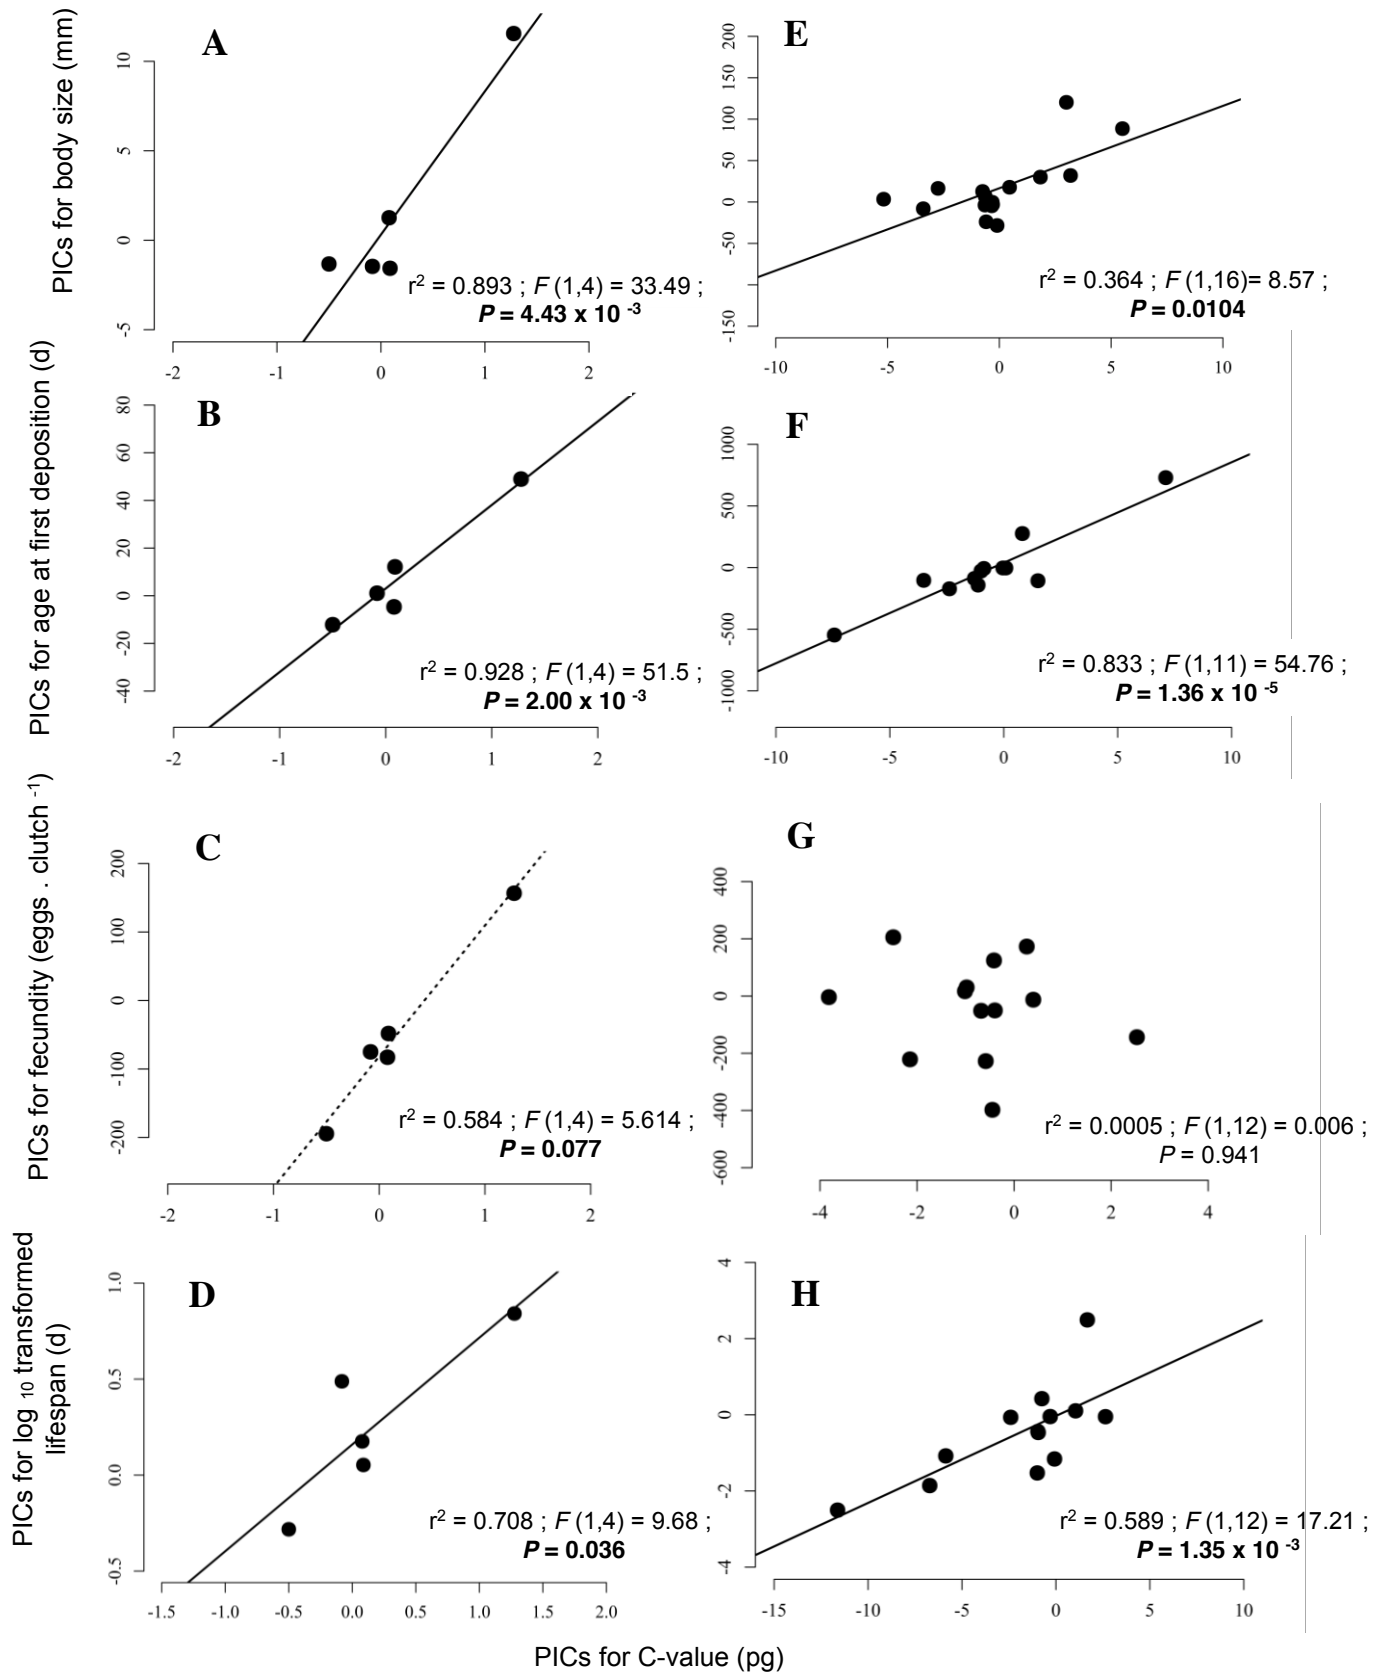 PICs for body size (mm)
A
10
5
0
-5
r² = 0.893 ; F (1,4) = 33.49 ;
P = 4.43 x 10 -3
-2 -1 0 1 2
E
200
150
100
50
0
-50
-150
r² = 0.364 ; F (1,16)= 8.57 ;
P = 0.0104
-10 -5 0 5 10
PICs for age at first deposition (d)
B
80
60
40
20
0
-20
-40
r² = 0.928 ; F (1,4) = 51.5 ;
P = 2.00 x 10 -3
-2 -1 0 1 2
F
1000
500
0
-500
-1000
r² = 0.833 ; F (1,11) = 54.76 ;
P = 1.36 x 10 -5
-10 -5 0 5 10
PICs for fecundity (eggs . clutch -1)
C
200
100
0
-100
-200
r² = 0.584 ; F (1,4) = 5.614 ;
P = 0.077
-2 -1 0 1 2
G
400
200
0
-200
-400
-600
r² = 0.0005 ; F (1,12) = 0.006 ;
P = 0.941
-4 -2 0 2 4
PICs for log 10 transformed
lifespan (d)
D
1.0
0.5
0.0
-0.5
r² = 0.708 ; F (1,4) = 9.68 ;
P = 0.036
-1.5 -1.0 -0.5 0.0 0.5 1.0 1.5 2.0
H
4
2
0
-2
-4
r² = 0.589 ; F (1,12) = 17.21 ;
P = 1.35 x 10 -3
-15 -10 -5 0 5 10
PICs for C-value (pg)